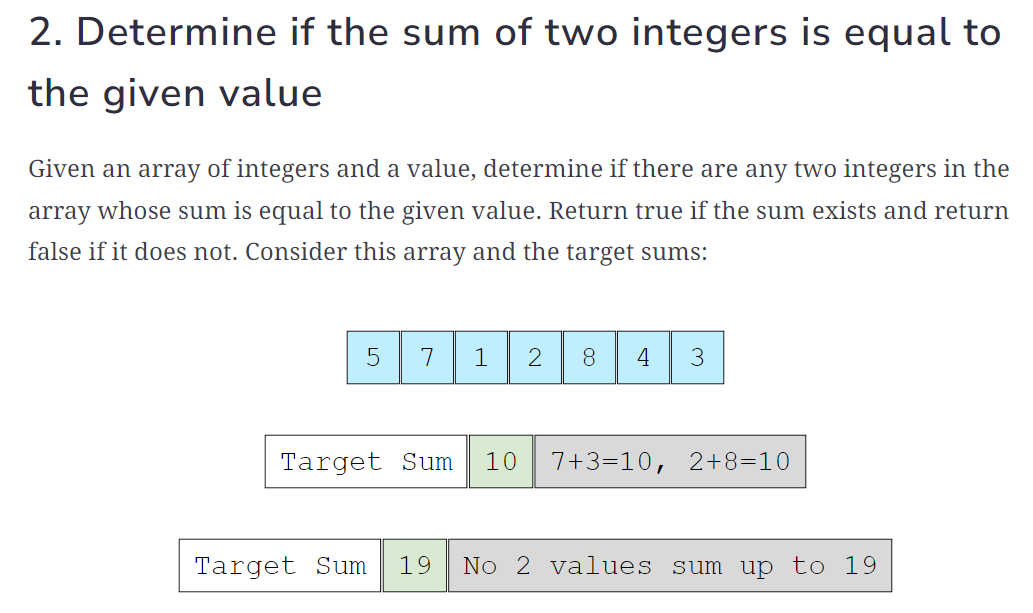 2. Determine if the sum of two integers is equal to
the given value
Given an array of integers and a value, determine if there are any two integers in the
array whose sum is equal to the given value. Return true if the sum exists and return
false if it does not. Consider this array and the target sums:
5 7 1 2 8 4 3
Target Sum 10 7+3=10, 2+8=10
Target Sum 19 No 2 values sum up to 19